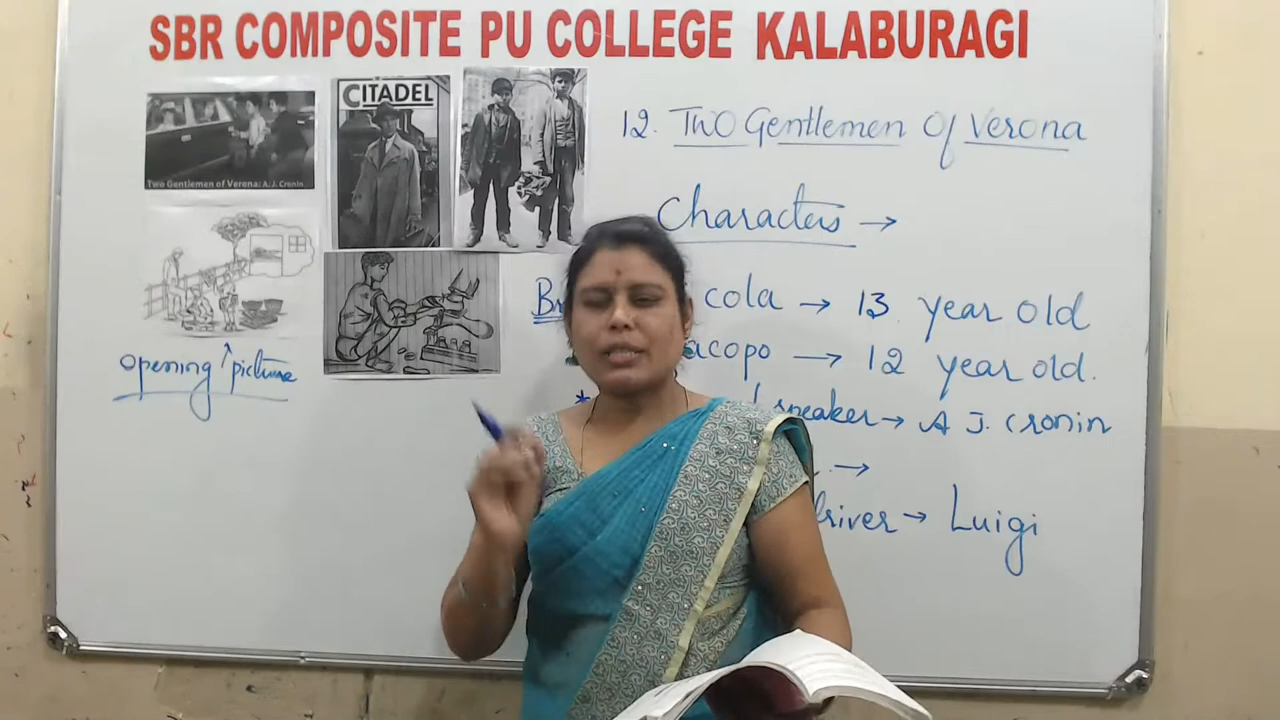 SBR COMPOSITE PU COLLEGE KALABURAGI
CITADEL
Two Gentlemen of Verona: A. J. Cronin
12. Two Gentlemen Of Verona
Characters →
cola → 13 year old
acopo → 12 year old.
* speaker → A J. Cronin
→
driver → Luigi
opening picture